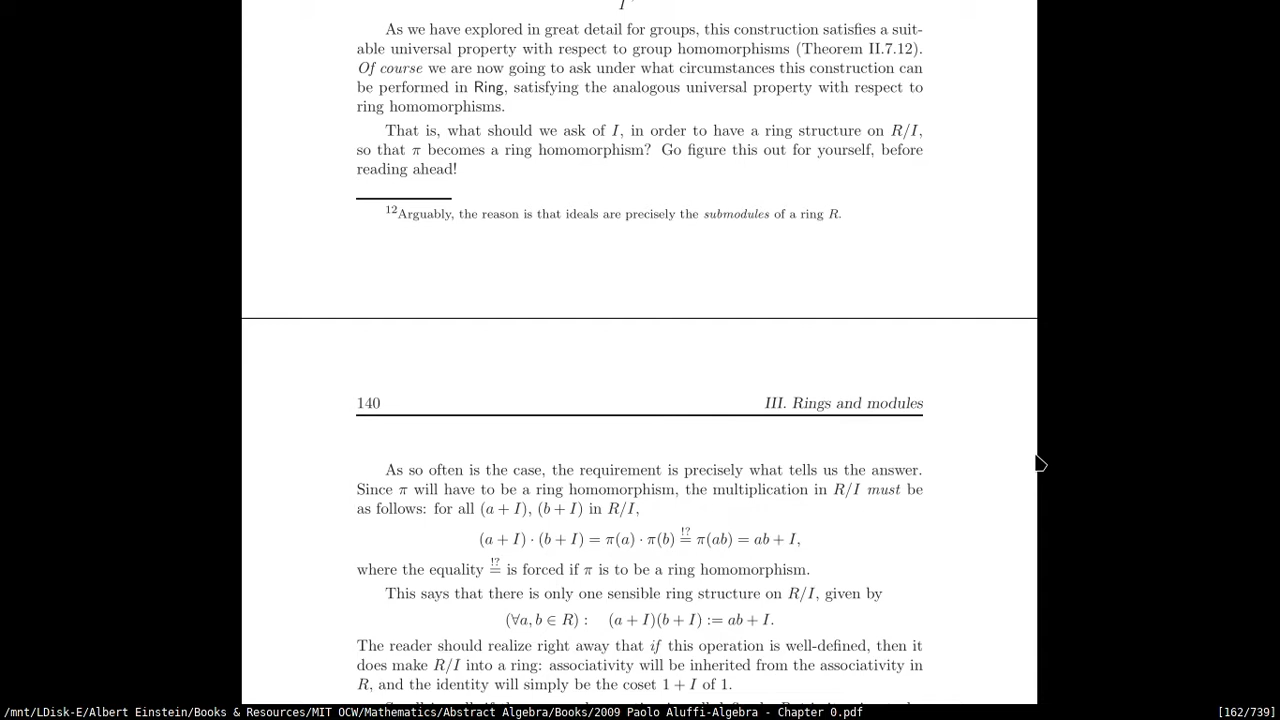 I
As we have explored in great detail for groups, this construction satisfies a suit-
able universal property with respect to group homomorphisms (Theorem II.7.12).
Of course we are now going to ask under what circumstances this construction can
be performed in Ring, satisfying the analogous universal property with respect to
ring homomorphisms.
That is, what should we ask of I, in order to have a ring structure on R/I,
so that π becomes a ring homomorphism? Go figure this out for yourself, before
reading ahead!
12Arguably, the reason is that ideals are precisely the submodules of a ring R.
140 III. Rings and modules
As so often is the case, the requirement is precisely what tells us the answer.
Since π will have to be a ring homomorphism, the multiplication in R/I must be
as follows: for all (a + I), (b + I) in R/I,
(a + I) · (b + I) = π(a) · π(b) =!? π(ab) = ab + I,
where the equality =!? is forced if π is to be a ring homomorphism.
This says that there is only one sensible ring structure on R/I, given by
(∀a, b ∈ R) : (a + I)(b + I) := ab + I.
The reader should realize right away that if this operation is well-defined, then it
does make R/I into a ring: associativity will be inherited from the associativity in
R, and the identity will simply be the coset 1 + I of 1.
/mnt/LDisk-E/Albert Einstein/Books & Resources/MIT OCW/Mathematics/Abstract Algebra/Books/2009 Paolo Aluffi-Algebra - Chapter 0.pdf [162/739]